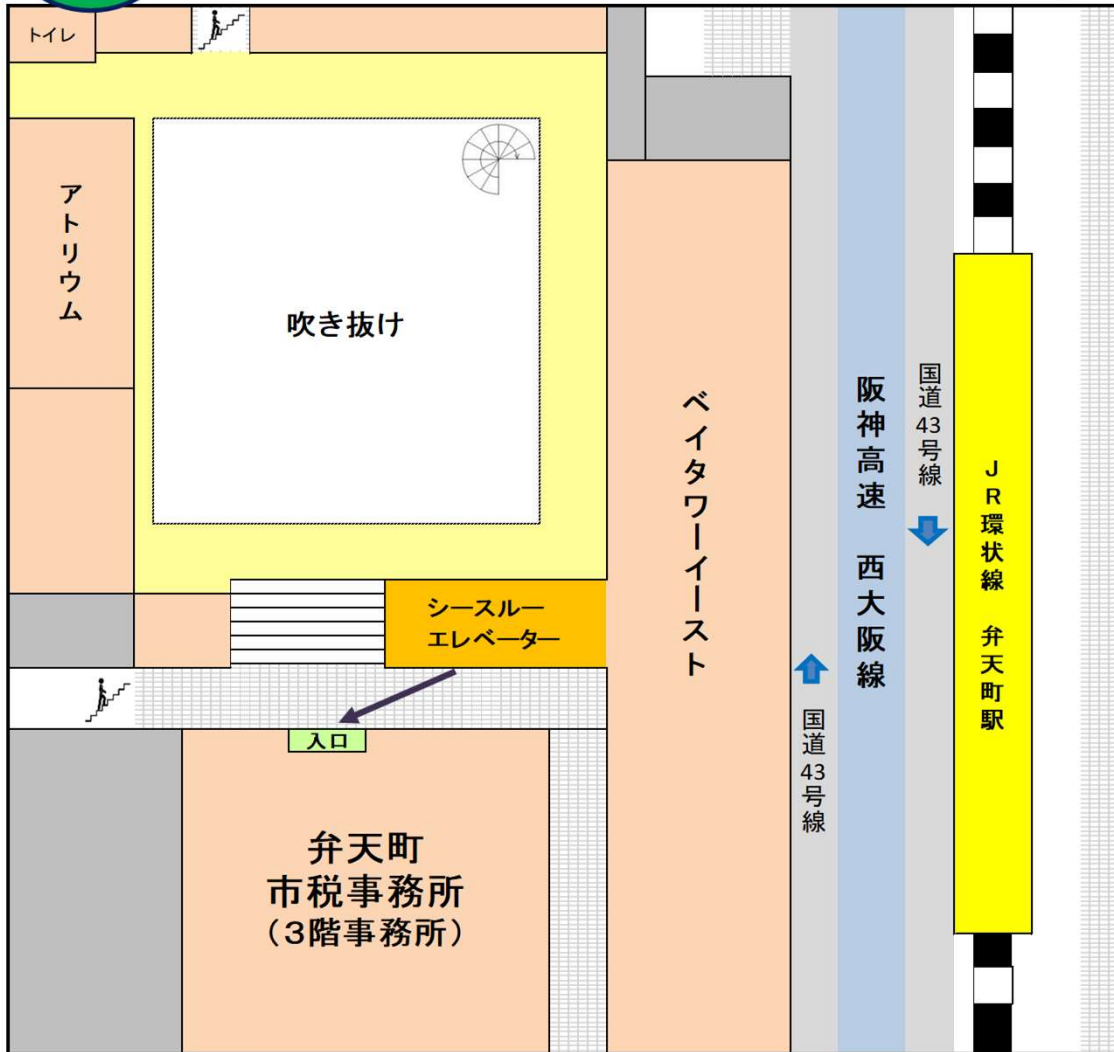 トイレ
アトリウム
吹き抜け
シースルー
エレベーター
入口
弁天町
市税事務所
（3階事務所）
ベイタワーイースト
国道43号線
阪神高速　西大阪線
国道43号線
ＪＲ環状線　弁天町駅